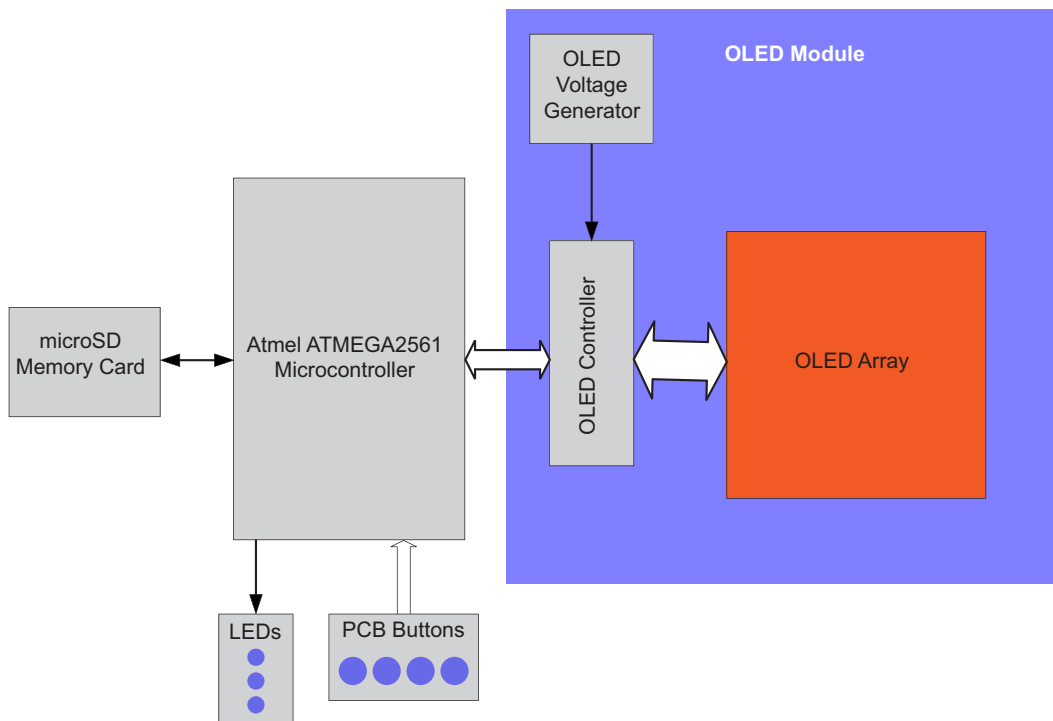 OLED Module
OLED
Voltage
Generator
microSD
Memory Card
Atmel ATMEGA2561
Microcontroller
OLED Controller
OLED Array
LEDs
PCB Buttons